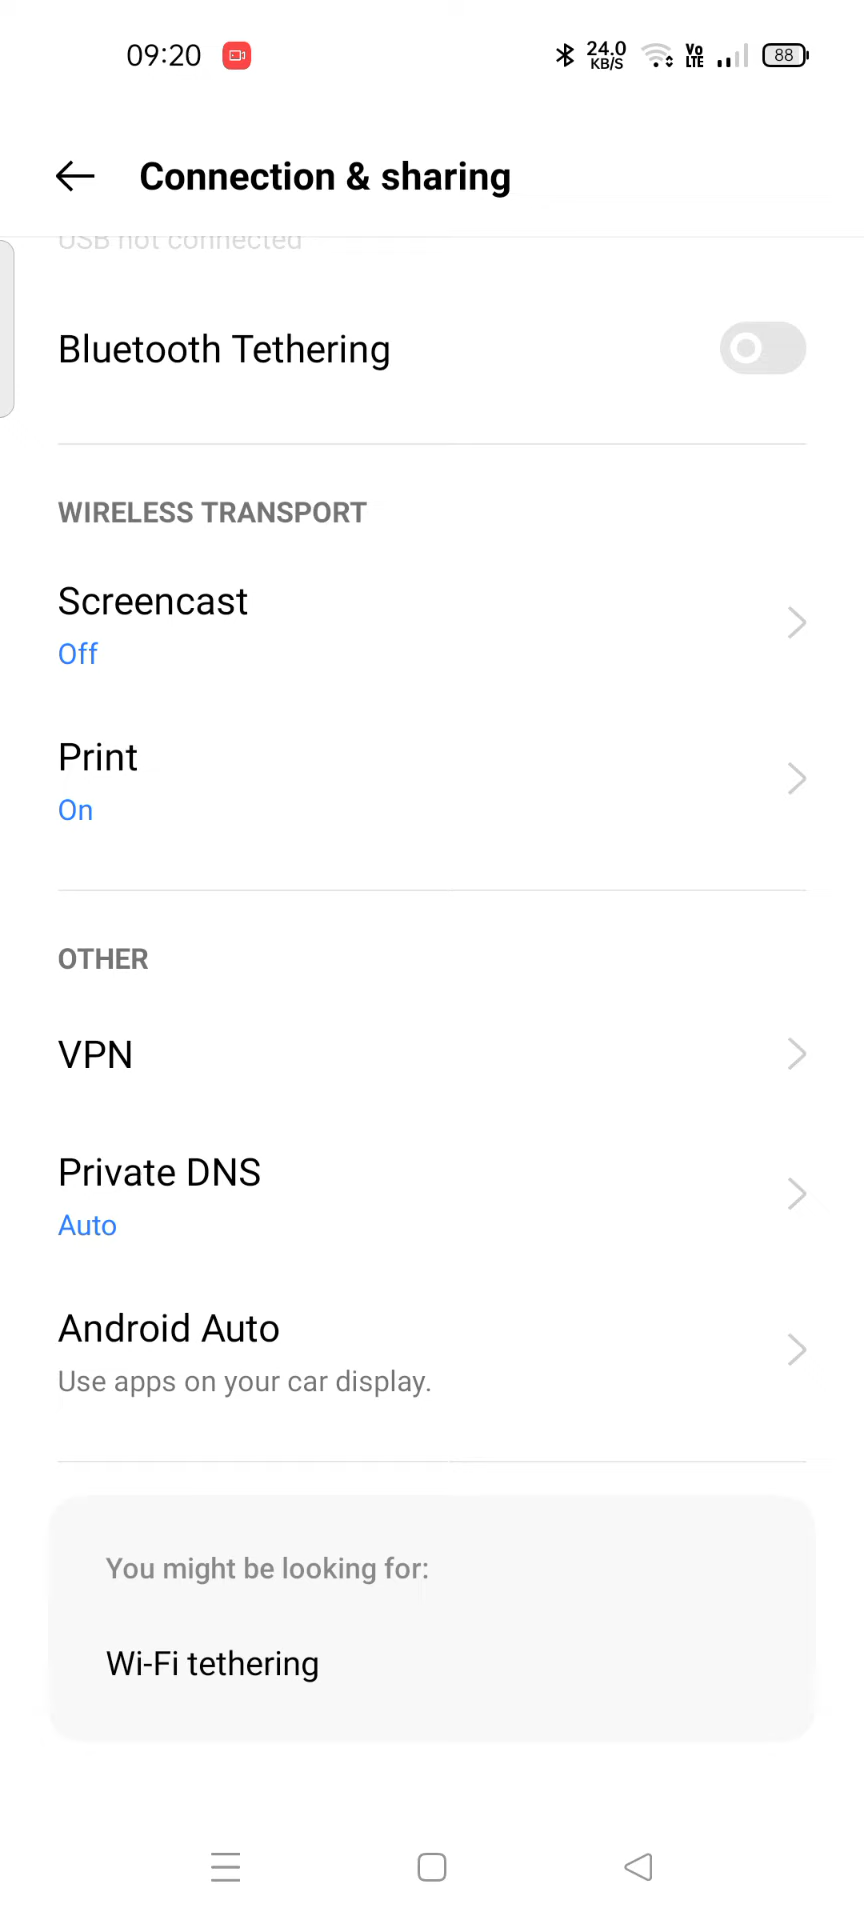 09:20
24.0
KB/S
Vo
LTE
88
Connection & sharing
USB not connected
Bluetooth Tethering
WIRELESS TRANSPORT
Screencast
Off
Print
On
OTHER
VPN
Private DNS
Auto
Android Auto
Use apps on your car display.
You might be looking for:
Wi-Fi tethering